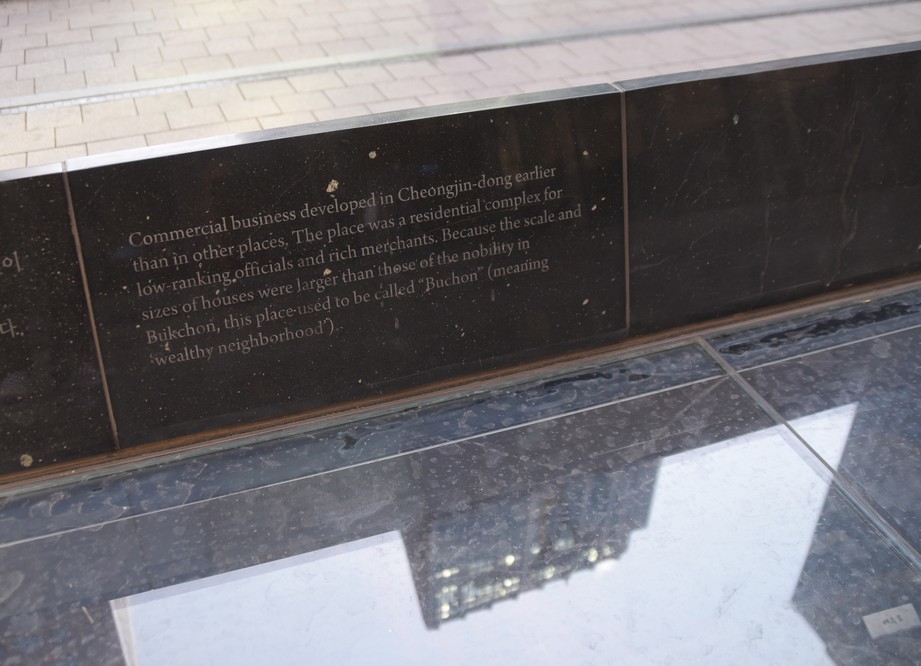 이
다.
Commercial business developed in Cheongjin-dong earlier
than in other places. The place was a residential complex for
low-ranking officials and rich merchants. Because the scale and
sizes of houses were larger than those of the nobility in
Bukchon, this place used to be called “Buchon” (meaning
‘wealthy neighborhood’).